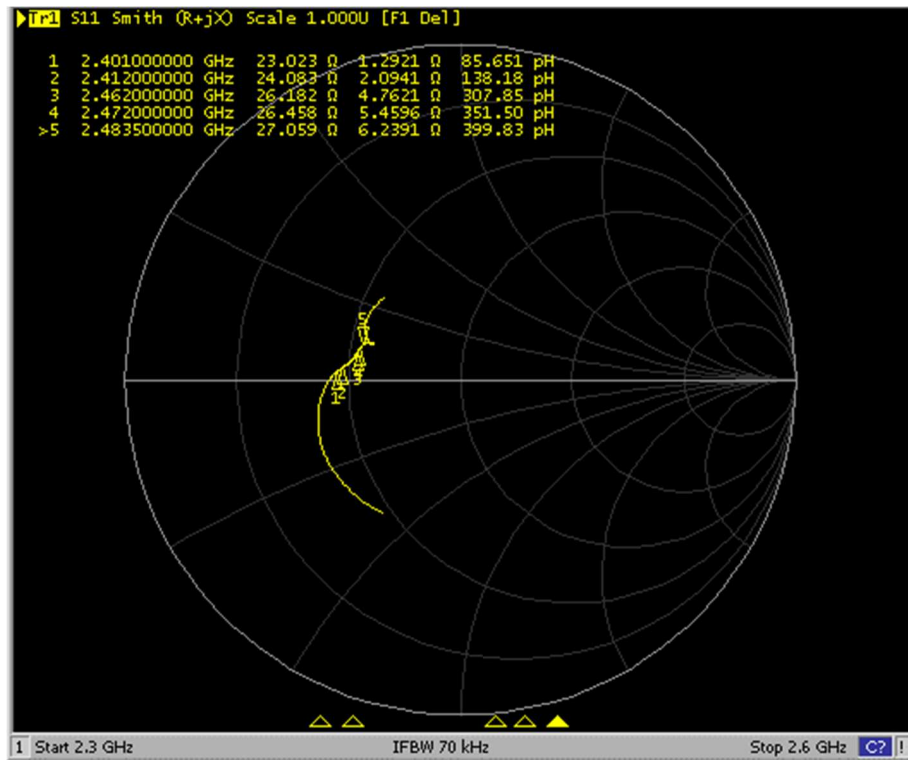 Tr1 S11 Smith (R+jX) Scale 1.000U [F1 Del]
1 2.401000000 GHz 23.023 Ω 1.2921 Ω 85.651 pH
2 2.412000000 GHz 24.083 Ω 2.0941 Ω 138.18 pH
3 2.462000000 GHz 26.182 Ω 4.7621 Ω 307.85 pH
4 2.472000000 GHz 26.458 Ω 5.4596 Ω 351.50 pH
>5 2.483500000 GHz 27.059 Ω 6.2391 Ω 399.83 pH
5
3
2
1
1 Start 2.3 GHz IFBW 70 kHz Stop 2.6 GHz C? !